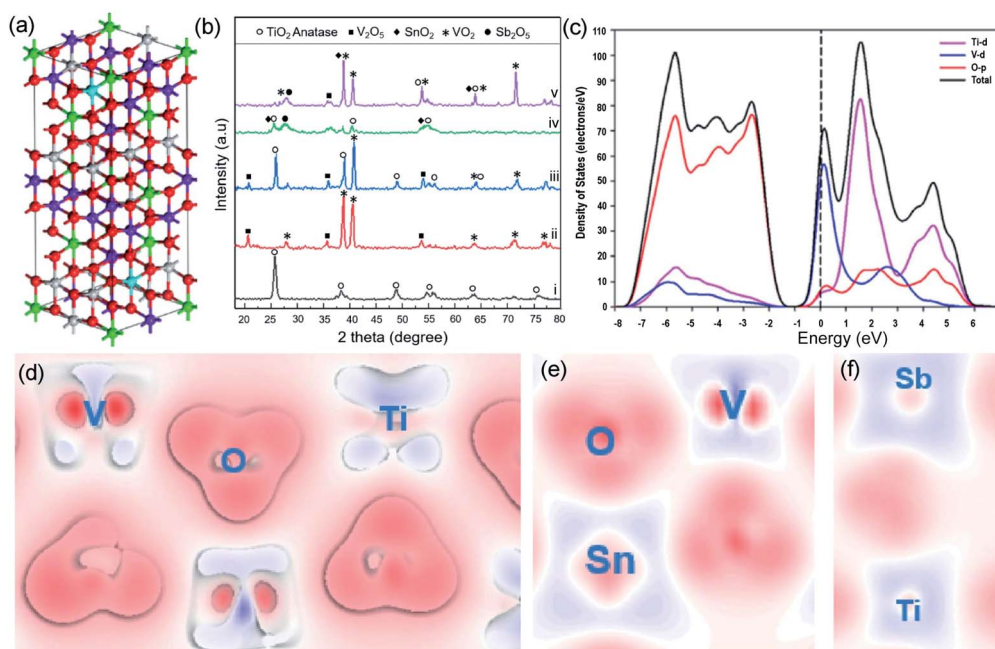 (a)
(b)
○ TiO2 Anatase ■ V2O5 ◆ SnO2 ∗ VO2 ● Sb2O5
Intensity (a.u)
v
iv
iii
ii
i
20 25 30 35 40 45 50 55 60 65 70 75 80
2 theta (degree)
(c)
Density of States (electrons/eV)
110
100
90
80
70
60
50
40
30
20
10
0
Ti-d
V-d
O-p
Total
-8 -7 -6 -5 -4 -3 -2 -1 0 1 2 3 4 5 6
Energy (eV)
(d)
V
O
Ti
(e)
O
V
Sn
(f)
Sb
Ti